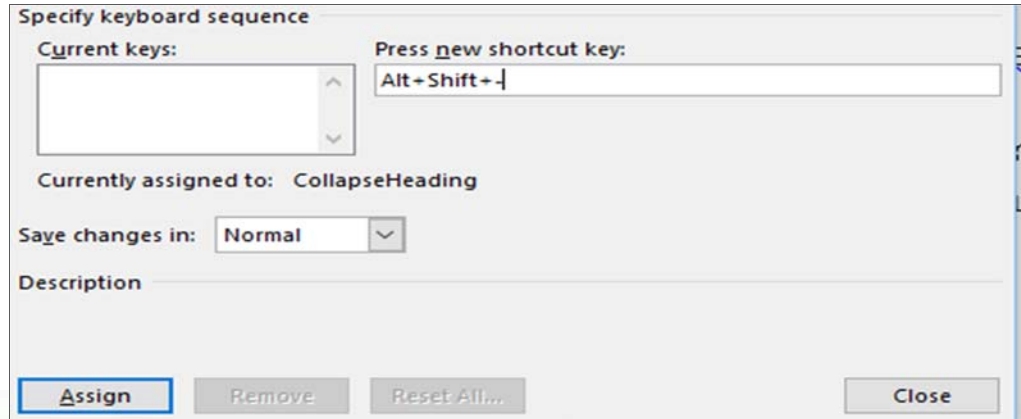 Specify keyboard sequence
Current keys: Press new shortcut key:
Alt+Shift+-
Currently assigned to: CollapseHeading
Save changes in: Normal
Description
Assign Remove Reset All... Close